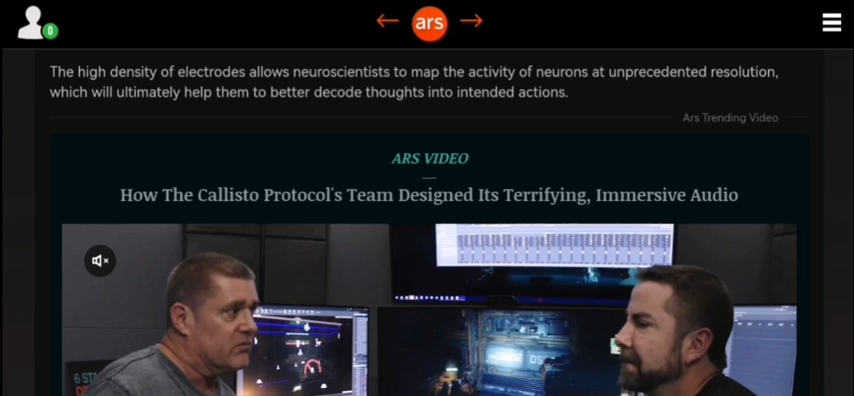 0
ars
The high density of electrodes allows neuroscientists to map the activity of neurons at unprecedented resolution,
which will ultimately help them to better decode thoughts into intended actions.
Ars Trending Video
ARS VIDEO
How The Callisto Protocol's Team Designed Its Terrifying, Immersive Audio